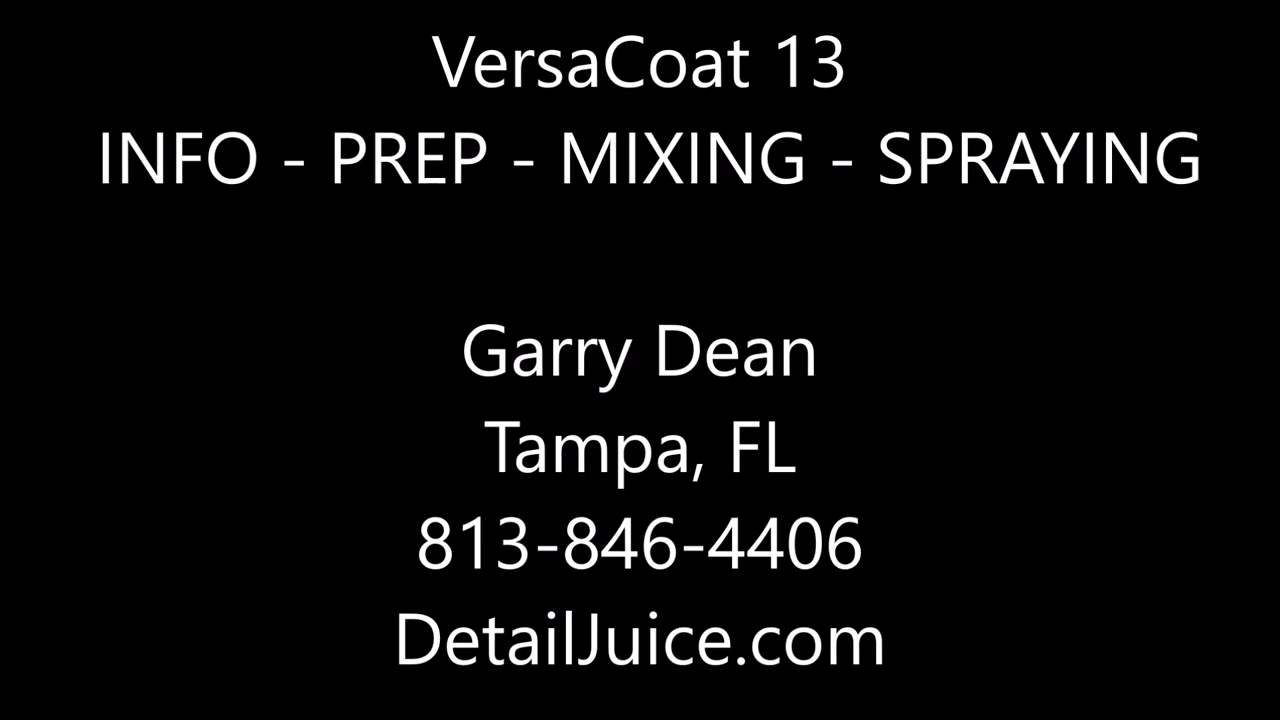 VersaCoat 13
INFO - PREP - MIXING - SPRAYING
Garry Dean
Tampa, FL
813-846-4406
DetailJuice.com